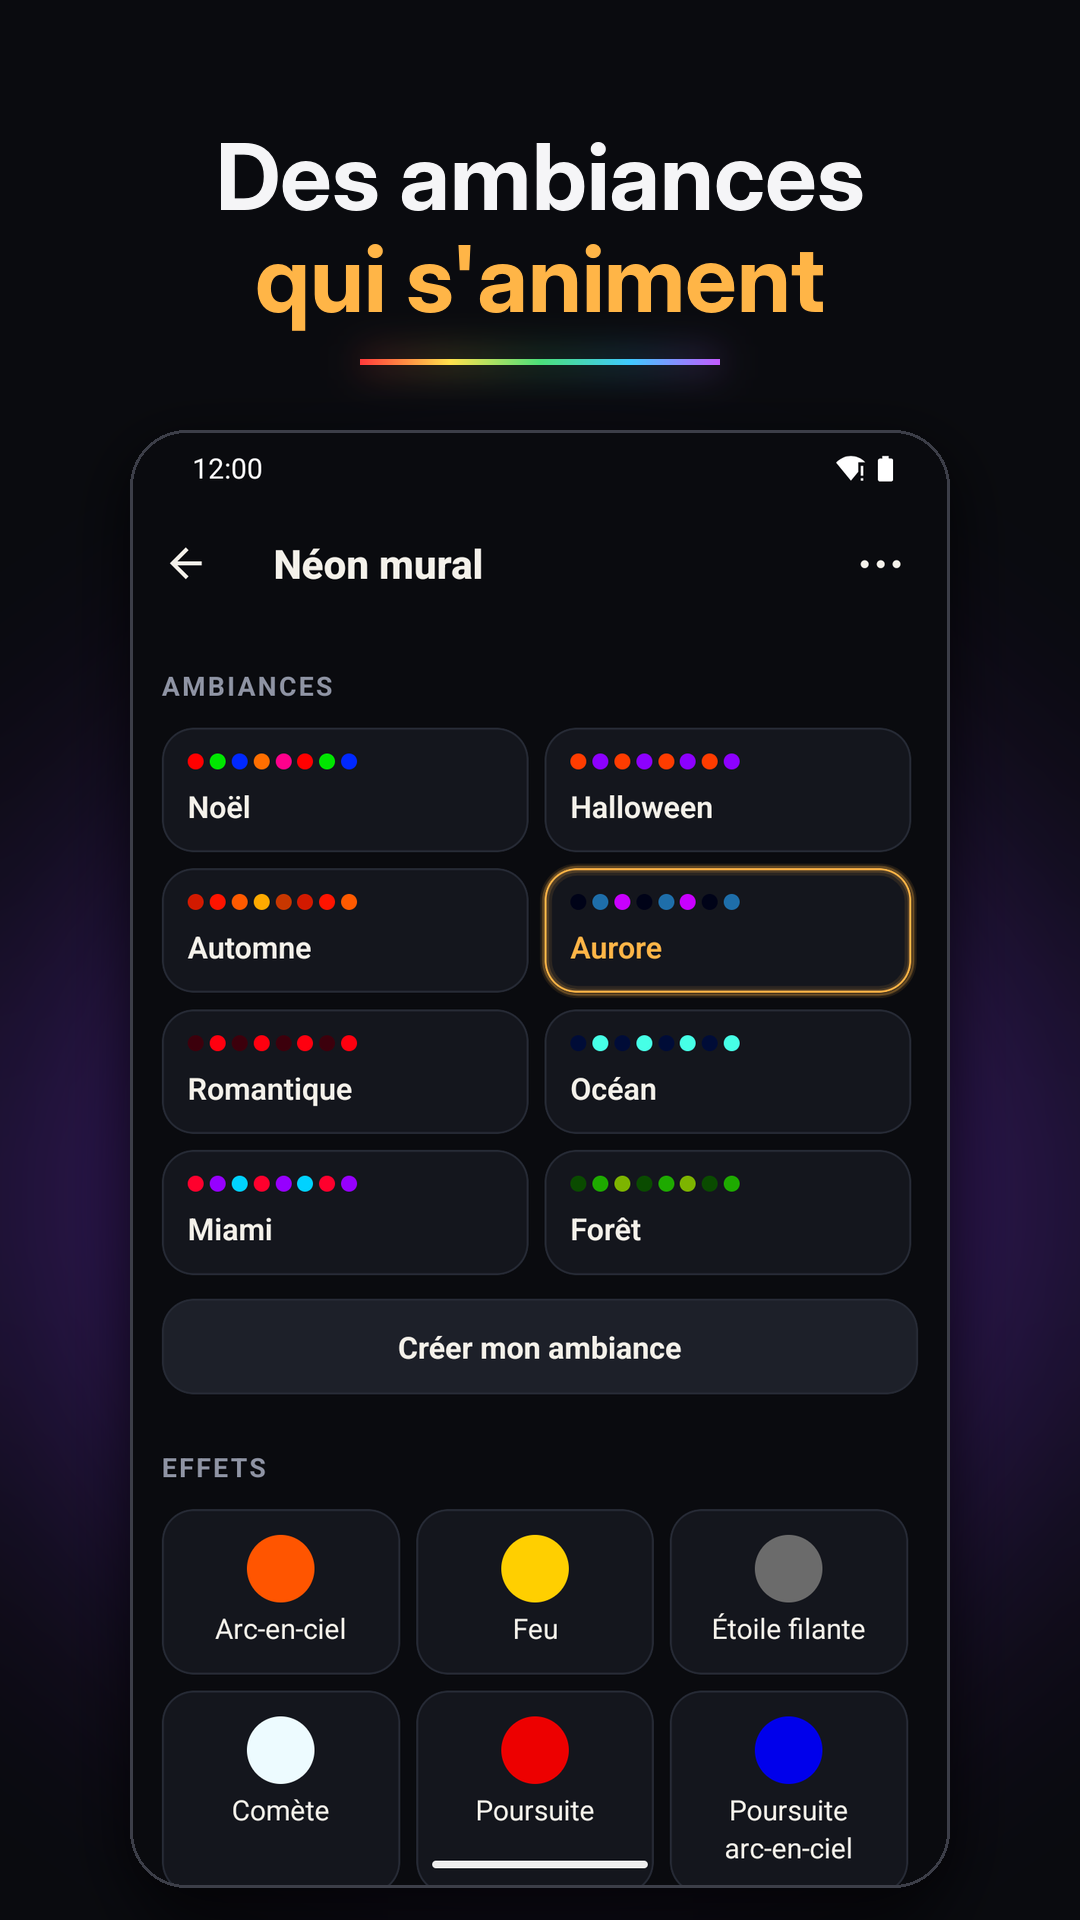 Des ambiances
qui s'animent
12:00
Néon mural
AMBIANCES
Noël
Halloween
Automne
Aurore
Romantique
Océan
Miami
Forêt
Créer mon ambiance
EFFETS
Arc-en-ciel
Feu
Étoile filante
Comète
Poursuite
Poursuite
arc-en-ciel